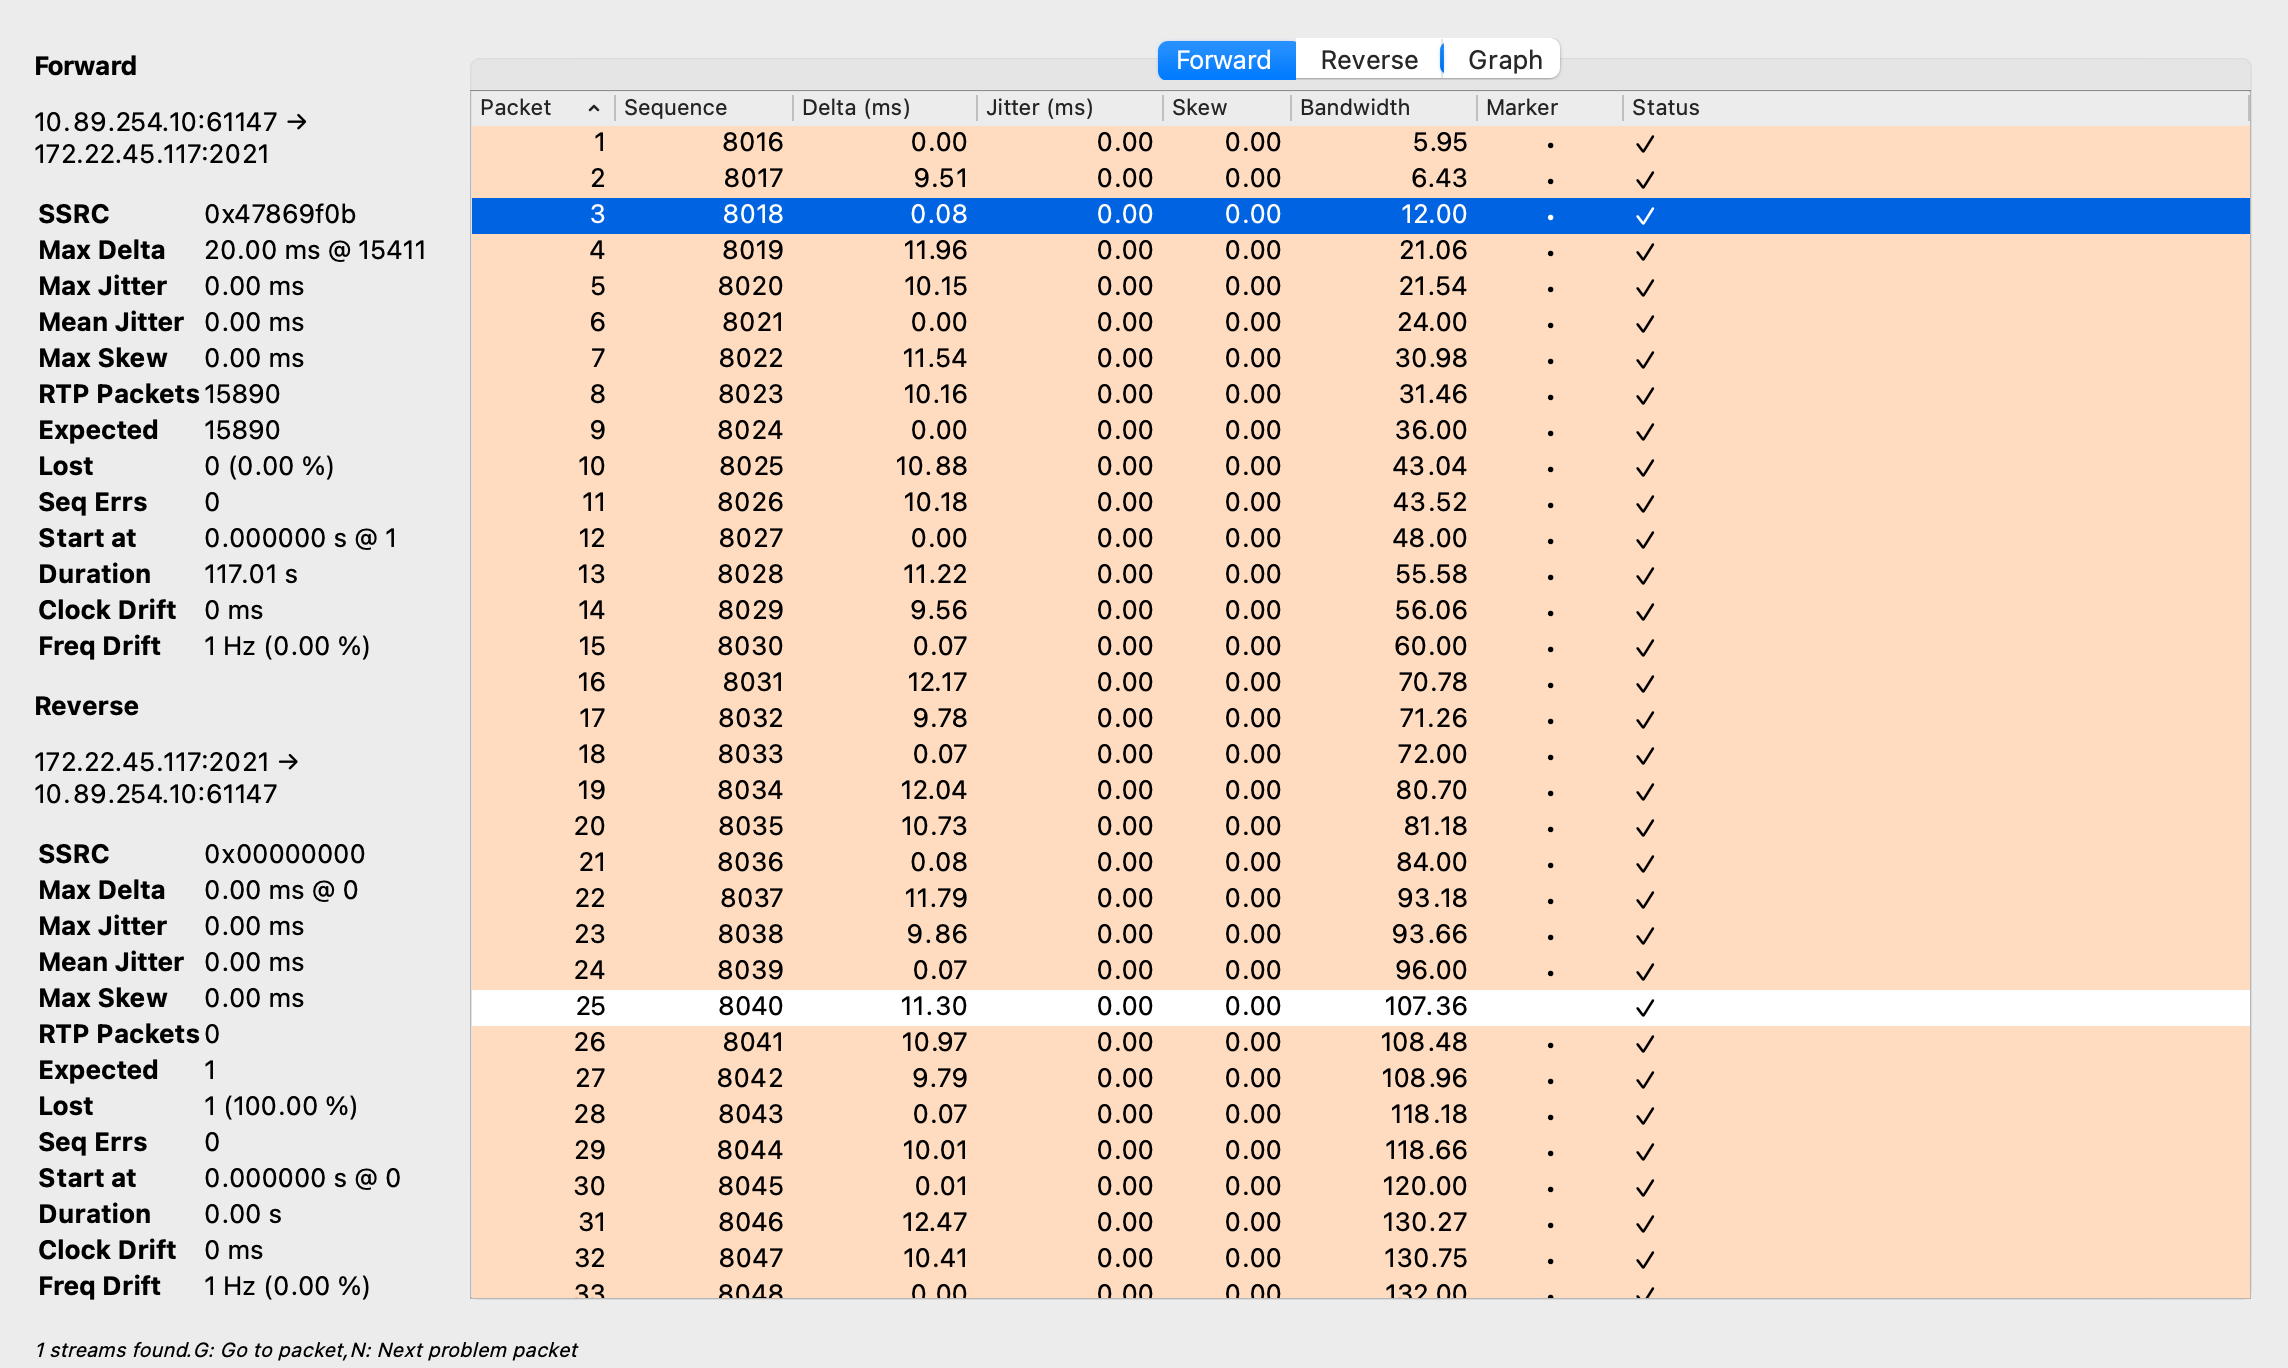 Forward
10.89.254.10:61147 →
172.22.45.117:2021
SSRC 0x47869f0b
Max Delta 20.00 ms @ 15411
Max Jitter 0.00 ms
Mean Jitter 0.00 ms
Max Skew 0.00 ms
RTP Packets 15890
Expected 15890
Lost 0 (0.00 %)
Seq Errs 0
Start at 0.000000 s @ 1
Duration 117.01 s
Clock Drift 0 ms
Freq Drift 1 Hz (0.00 %)
Reverse
172.22.45.117:2021 →
10.89.254.10:61147
SSRC 0x00000000
Max Delta 0.00 ms @ 0
Max Jitter 0.00 ms
Mean Jitter 0.00 ms
Max Skew 0.00 ms
RTP Packets 0
Expected 1
Lost 1 (100.00 %)
Seq Errs 0
Start at 0.000000 s @ 0
Duration 0.00 s
Clock Drift 0 ms
Freq Drift 1 Hz (0.00 %)
Forward Reverse Graph
Packet Sequence Delta (ms) Jitter (ms) Skew Bandwidth Marker Status
1 8016 0.00 0.00 0.00 5.95 • ✓
2 8017 9.51 0.00 0.00 6.43 • ✓
3 8018 0.08 0.00 0.00 12.00 • ✓
4 8019 11.96 0.00 0.00 21.06 • ✓
5 8020 10.15 0.00 0.00 21.54 • ✓
6 8021 0.00 0.00 0.00 24.00 • ✓
7 8022 11.54 0.00 0.00 30.98 • ✓
8 8023 10.16 0.00 0.00 31.46 • ✓
9 8024 0.00 0.00 0.00 36.00 • ✓
10 8025 10.88 0.00 0.00 43.04 • ✓
11 8026 10.18 0.00 0.00 43.52 • ✓
12 8027 0.00 0.00 0.00 48.00 • ✓
13 8028 11.22 0.00 0.00 55.58 • ✓
14 8029 9.56 0.00 0.00 56.06 • ✓
15 8030 0.07 0.00 0.00 60.00 • ✓
16 8031 12.17 0.00 0.00 70.78 • ✓
17 8032 9.78 0.00 0.00 71.26 • ✓
18 8033 0.07 0.00 0.00 72.00 • ✓
19 8034 12.04 0.00 0.00 80.70 • ✓
20 8035 10.73 0.00 0.00 81.18 • ✓
21 8036 0.08 0.00 0.00 84.00 • ✓
22 8037 11.79 0.00 0.00 93.18 • ✓
23 8038 9.86 0.00 0.00 93.66 • ✓
24 8039 0.07 0.00 0.00 96.00 • ✓
25 8040 11.30 0.00 0.00 107.36 ✓
26 8041 10.97 0.00 0.00 108.48 • ✓
27 8042 9.79 0.00 0.00 108.96 • ✓
28 8043 0.07 0.00 0.00 118.18 • ✓
29 8044 10.01 0.00 0.00 118.66 • ✓
30 8045 0.01 0.00 0.00 120.00 • ✓
31 8046 12.47 0.00 0.00 130.27 • ✓
32 8047 10.41 0.00 0.00 130.75 • ✓
33 8048 0.00 0.00 0.00 132.00 • ✓
1 streams found.G: Go to packet,N: Next problem packet